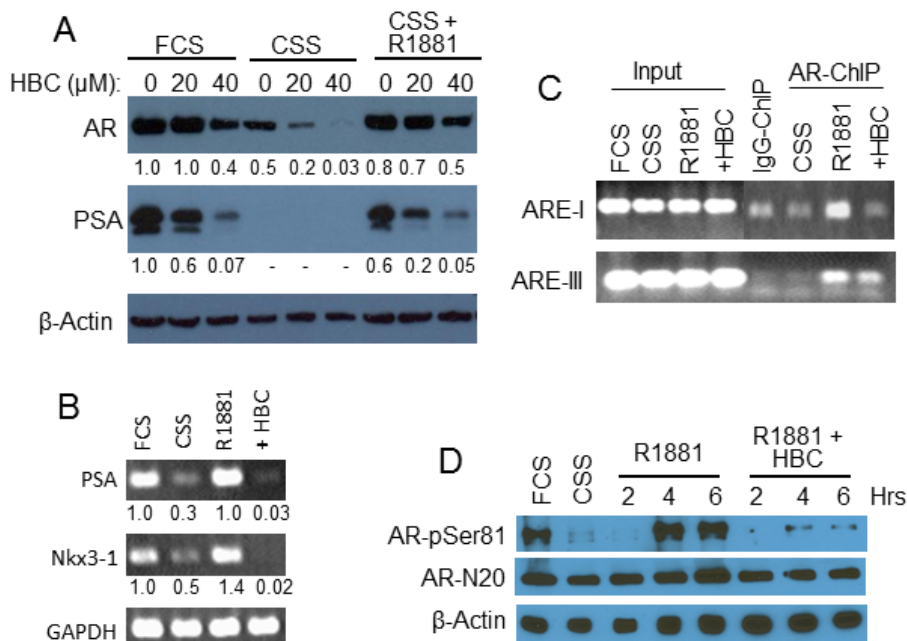 A
FCS CSS CSS + R1881
HBC (μM): 0 20 40 0 20 40 0 20 40
AR
1.0 1.0 0.4 0.5 0.2 0.03 0.8 0.7 0.5
PSA
1.0 0.6 0.07 - - - 0.6 0.2 0.05
β-Actin
B
FCS CSS R1881 + HBC
PSA
1.0 0.3 1.0 0.03
Nkx3-1
1.0 0.5 1.4 0.02
GAPDH
C
Input AR-ChIP
FCS CSS R1881 +HBC IgG-ChIP CSS R1881 +HBC
ARE-I
ARE-III
D
FCS CSS R1881 R1881 + HBC
2 4 6 2 4 6 Hrs
AR-pSer81
AR-N20
β-Actin